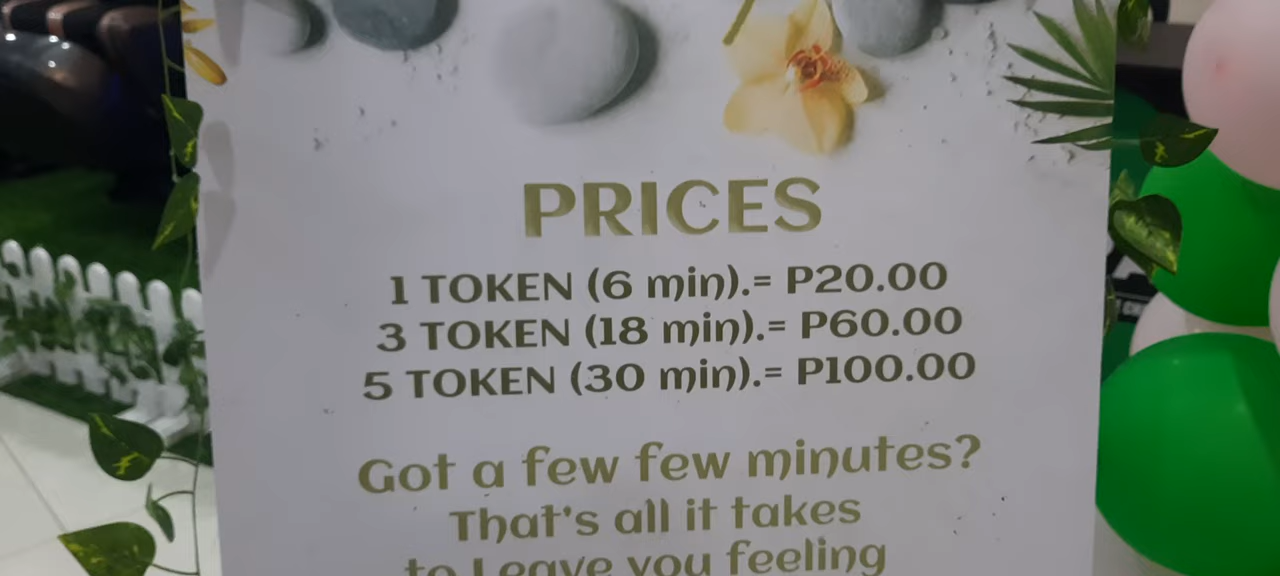 PRICES
1 TOKEN (6 min).= P20.00
3 TOKEN (18 min).= P60.00
5 TOKEN (30 min).= P100.00
Got a few few minutes?
That's all it takes
to Leave you feeling